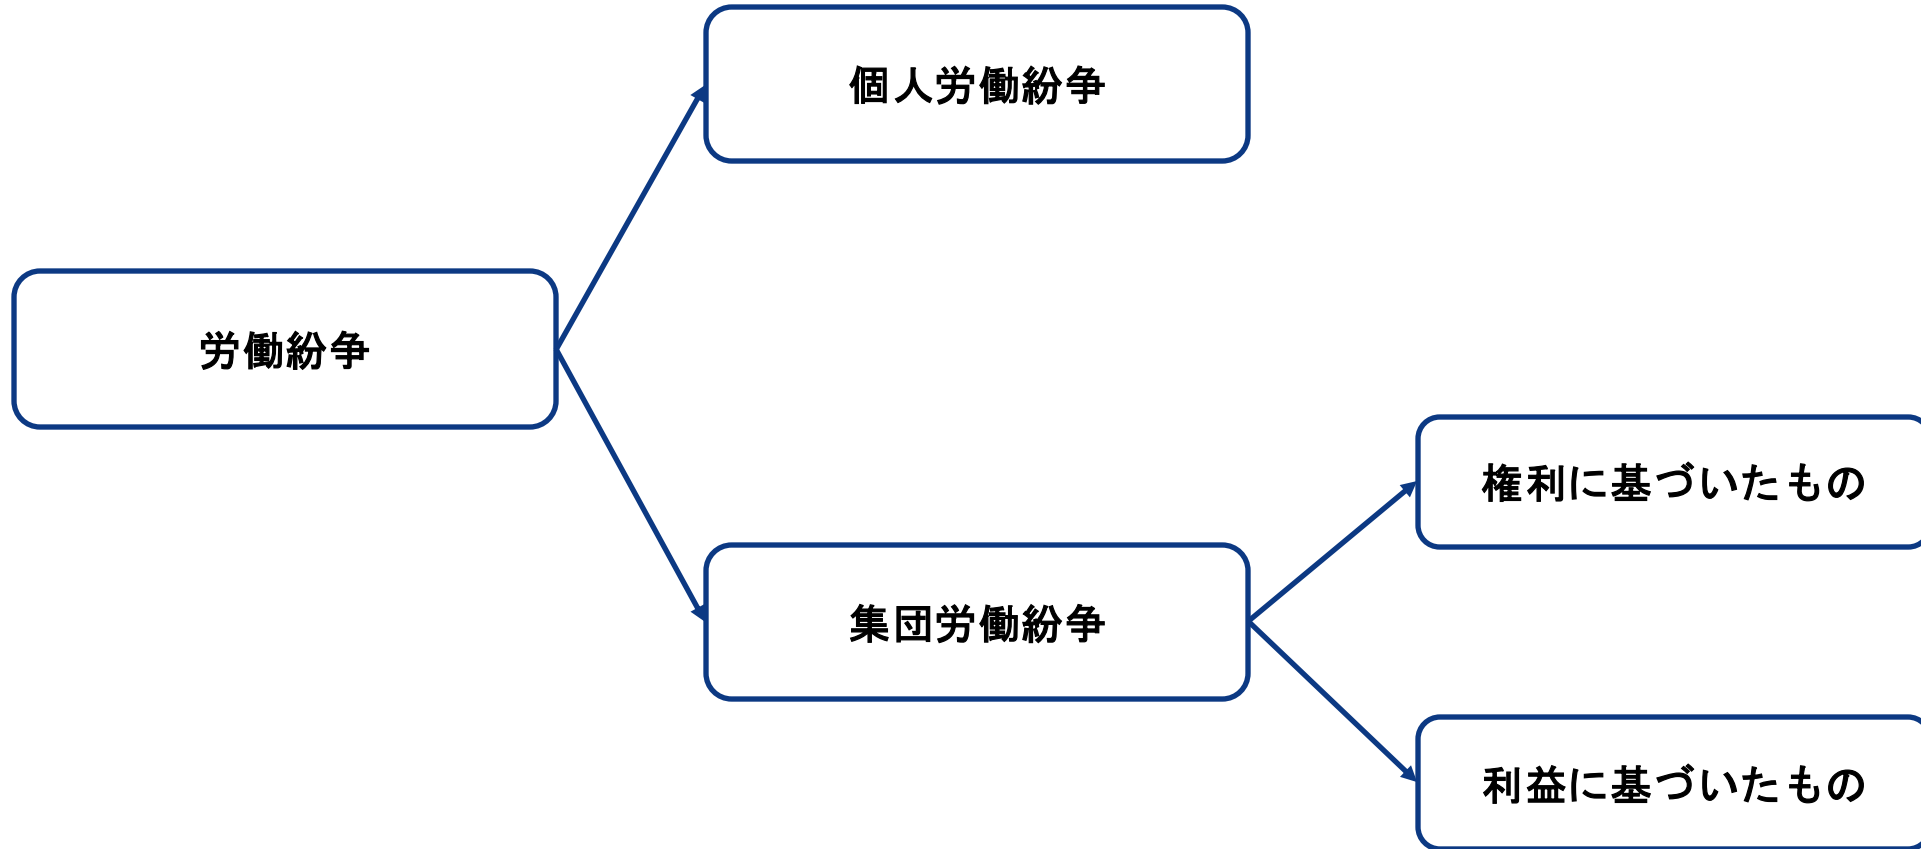 個人労働紛争
労働紛争
権利に基づいたもの
集団労働紛争
利益に基づいたもの